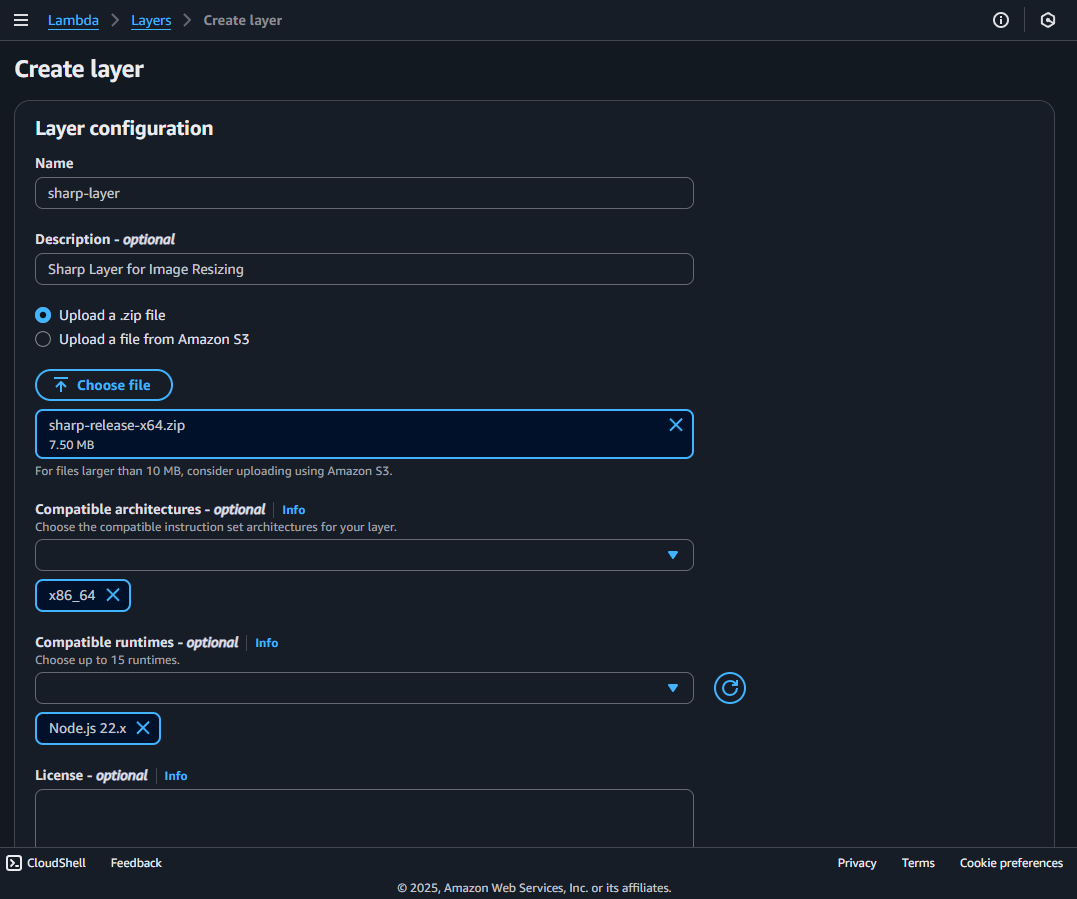 Lambda > Layers > Create layer
Create layer
Layer configuration
Name
sharp-layer
Description - optional
Sharp Layer for Image Resizing
Upload a .zip file
Upload a file from Amazon S3
Choose file
sharp-release-x64.zip
7.50 MB
For files larger than 10 MB, consider uploading using Amazon S3.
Compatible architectures - optional Info
Choose the compatible instruction set architectures for your layer.
x86_64
Compatible runtimes - optional Info
Choose up to 15 runtimes.
Node.js 22.x
License - optional Info
CloudShell Feedback Privacy Terms Cookie preferences
© 2025, Amazon Web Services, Inc. or its affiliates.